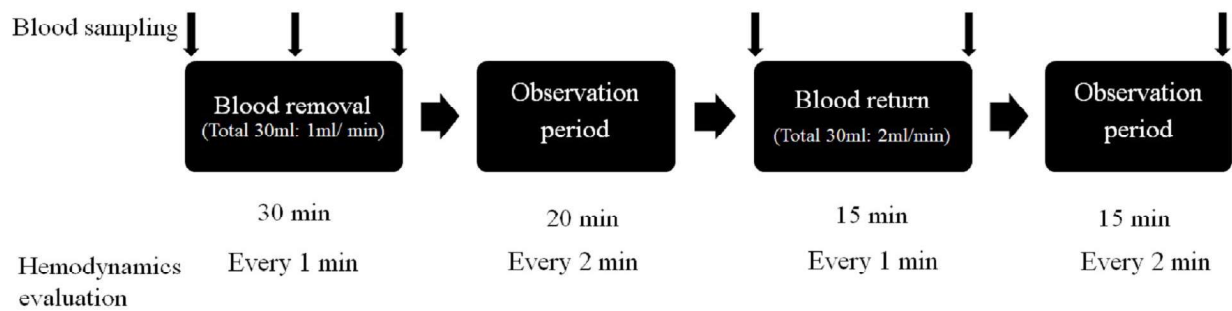 Blood sampling
Blood removal
(Total 30ml: 1ml/ min)
Observation
period
Blood return
(Total 30ml: 2ml/min)
Observation
period
30 min
20 min
15 min
15 min
Hemodynamics
evaluation
Every 1 min
Every 2 min
Every 1 min
Every 2 min